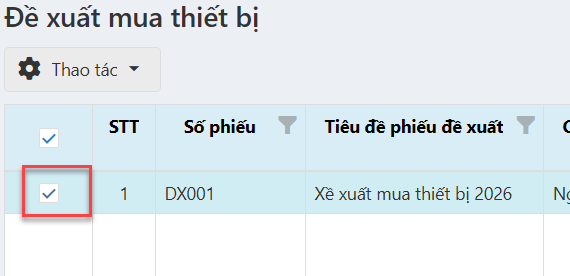 Đề xuất mua thiết bị
Thao tác
STT Số phiếu Tiêu đề phiếu đề xuất
1 DX001 Xè xuất mua thiết bị 2026